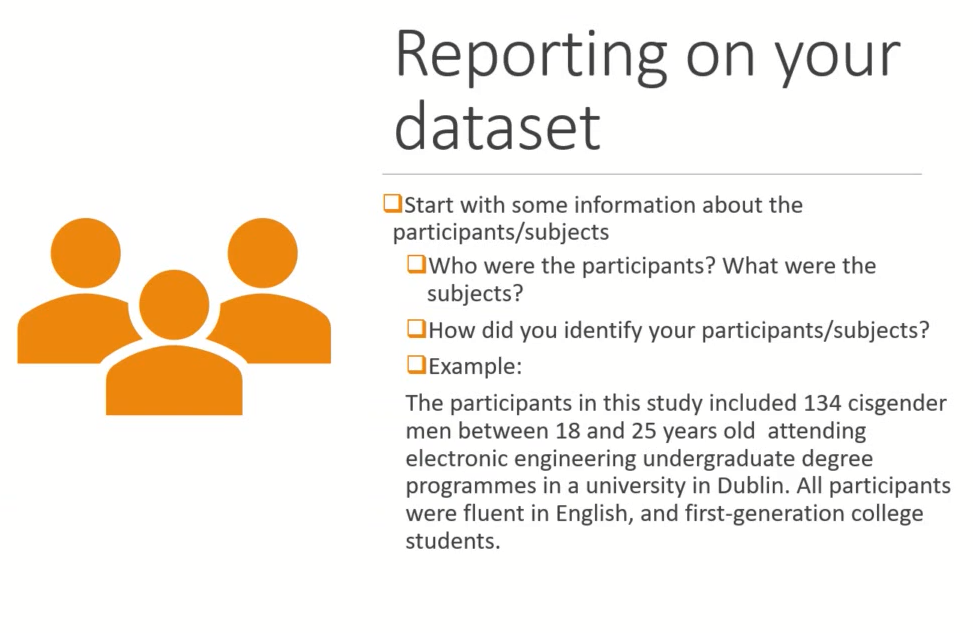 Reporting on your
dataset
Start with some information about the
participants/subjects
Who were the participants? What were the
subjects?
How did you identify your participants/subjects?
Example:
The participants in this study included 134 cisgender
men between 18 and 25 years old  attending
electronic engineering undergraduate degree
programmes in a university in Dublin. All participants
were fluent in English, and first-generation college
students.